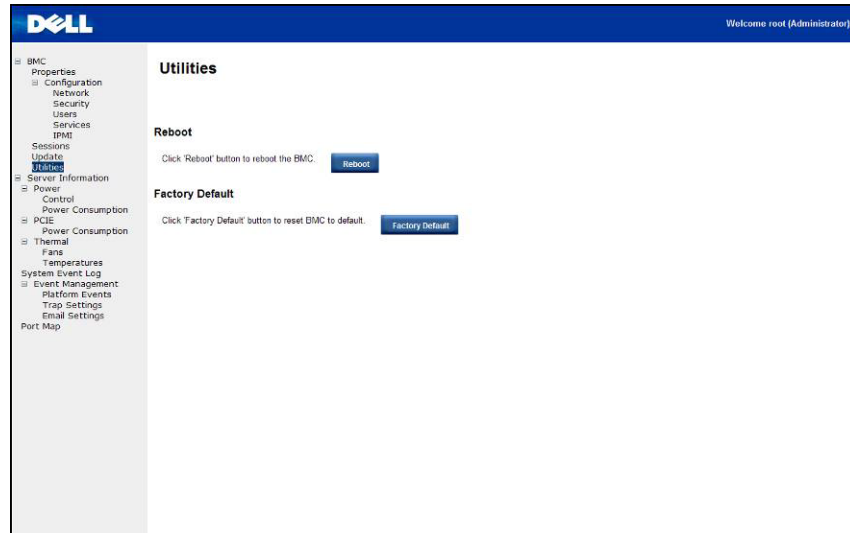 DELL
Welcome root (Administrator)
BMC
Properties
Configuration
Network
Security
Users
Services
IPMI
Sessions
Update
Utilities
Server Information
Power
Control
Power Consumption
PCIE
Power Consumption
Thermal
Fans
Temperatures
System Event Log
Event Management
Platform Events
Trap Settings
Email Settings
Port Map
Utilities
Reboot
Click 'Reboot' button to reboot the BMC.
Reboot
Factory Default
Click 'Factory Default' button to reset BMC to default.
Factory Default